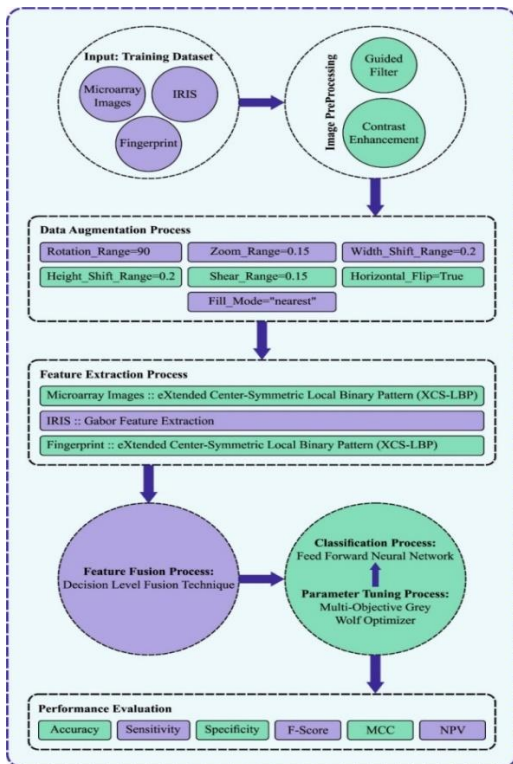 Input: Training Dataset
Microarray
Images
IRIS
Fingerprint
Image PreProcessing
Guided
Filter
Contrast
Enhancement
Data Augmentation Process
Rotation_Range=90
Zoom_Range=0.15
Width_Shift_Range=0.2
Height_Shift_Range=0.2
Shear_Range=0.15
Horizontal_Flip=True
Fill_Mode="nearest"
Feature Extraction Process
Microarray Images :: eXtended Center-Symmetric Local Binary Pattern (XCS-LBP)
IRIS :: Gabor Feature Extraction
Fingerprint :: eXtended Center-Symmetric Local Binary Pattern (XCS-LBP)
Feature Fusion Process:
Decision Level Fusion Technique
Classification Process:
Feed Forward Neural Network
Parameter Tuning Process:
Multi-Objective Grey
Wolf Optimizer
Performance Evaluation
Accuracy
Sensitivity
Specificity
F-Score
MCC
NPV